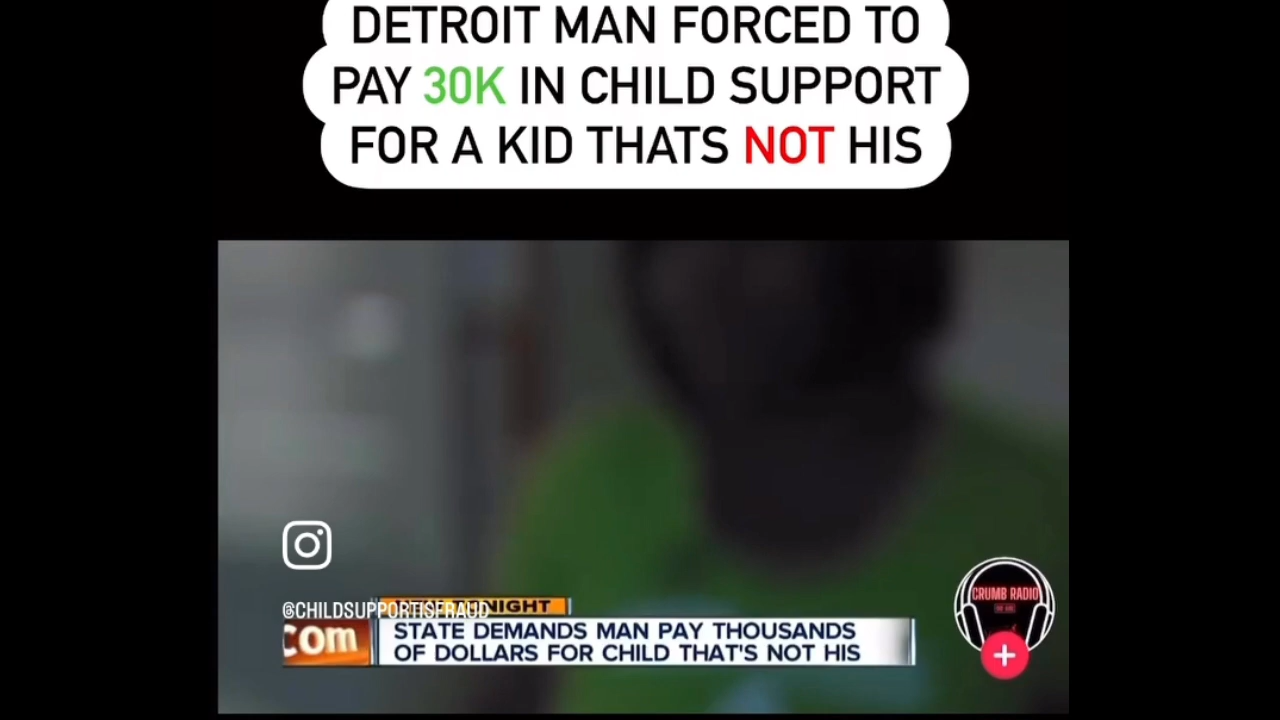 DETROIT MAN FORCED TO
PAY 30K IN CHILD SUPPORT
FOR A KID THATS NOT HIS
@CHILDSUPPORTISFRAUD
NIGHT
com
STATE DEMANDS MAN PAY THOUSANDS
OF DOLLARS FOR CHILD THAT'S NOT HIS
CRUMB RADIO